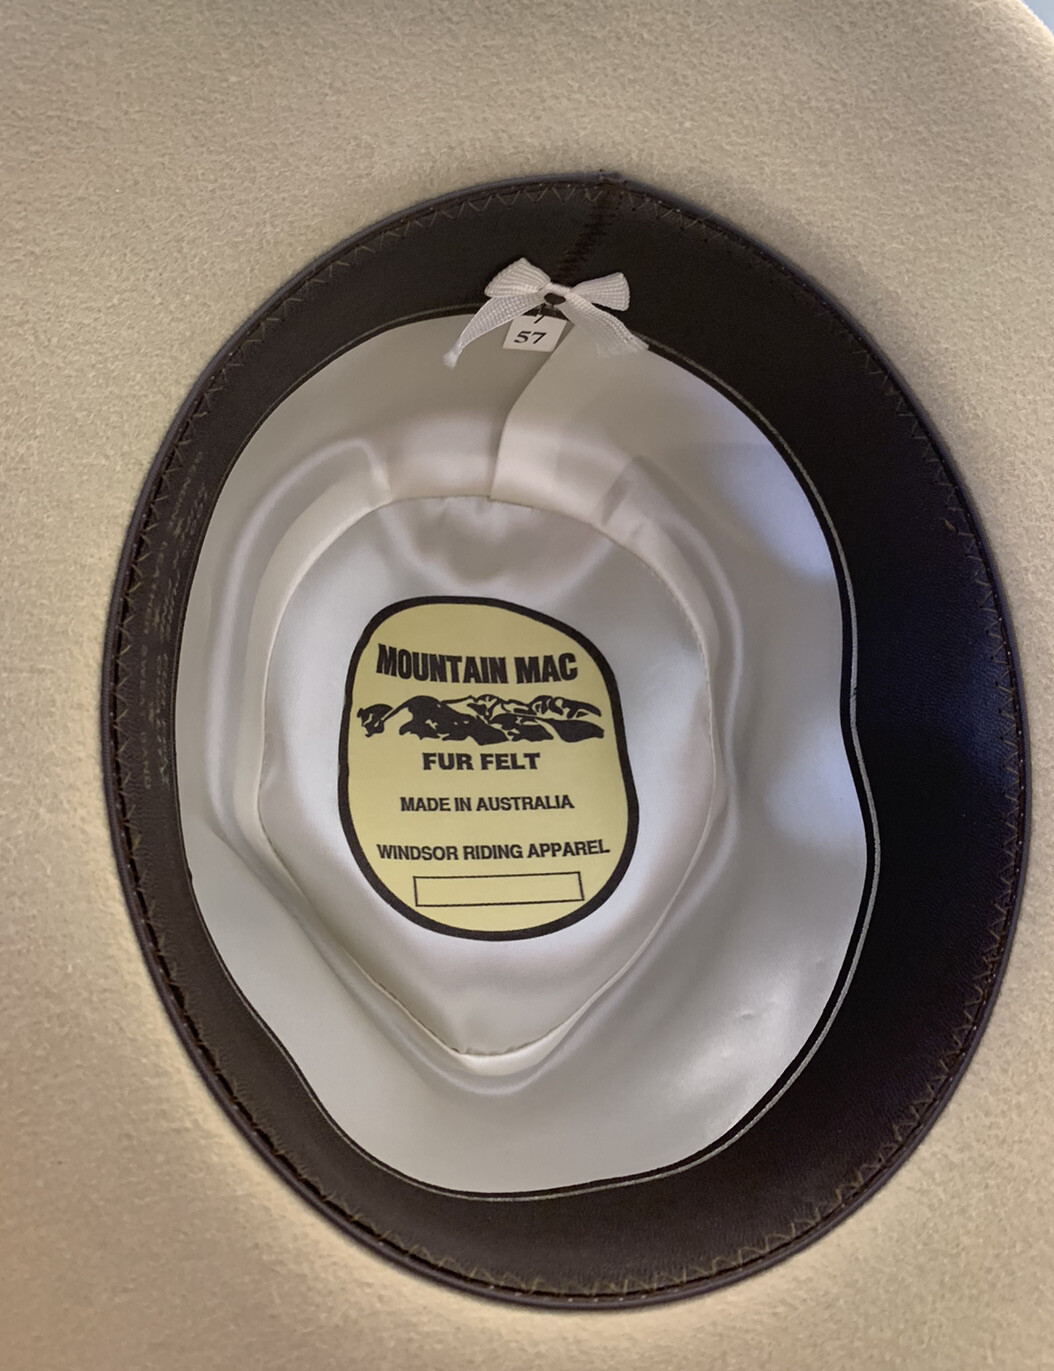 57
MOUNTAIN MAC
FUR FELT
MADE IN AUSTRALIA
WINDSOR RIDING APPAREL